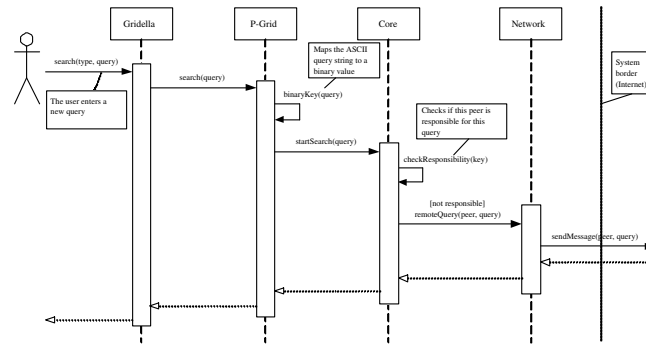 Gridella
P-Grid
Core
Network
Maps the ASCII
query string to a
binary value
System
border
(Internet)
search(type, query)
search(query)
The user enters a
new query
binaryKey(query)
Checks if this peer is
responsible for this
query
startSearch(query)
checkResponsibility(key)
[not responsible]
remoteQuery(peer, query)
sendMessage(peer, query)